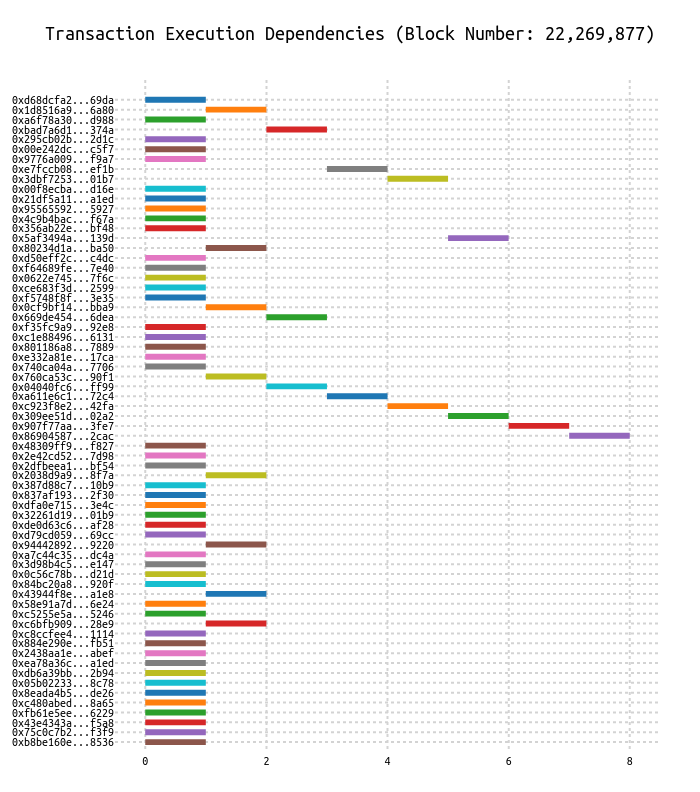 Transaction Execution Dependencies (Block Number: 22,269,877)
0xd68dcfa2...69da
0x1d8516a9...6a80
0xa6f78a30...d988
0xbad7a6d1...374a
0x295cb02b...2d1c
0x00e242dc...c5f7
0x9776a009...f9a7
0xe7fccb08...ef1b
0x3dbf7253...01b7
0x00f8ecba...d16e
0x21df5a11...a1ed
0x95565592...5927
0x4c9b4bac...f67a
0x356ab22e...bf48
0x5af3494a...139d
0x80234d1a...ba50
0xd50eff2c...c4dc
0xf64689fe...7e40
0x0622e745...7f6c
0xce683f3d...2599
0xf5748f8f...3e35
0x0cf9bf14...bba9
0x669de454...6dea
0xf35fc9a9...92e8
0xc1e88496...6131
0x801186a8...7889
0xe332a81e...17ca
0x740ca04a...7706
0x760ca53c...90f1
0x04040fc6...ff99
0xa611e6c1...72c4
0xc923f8e2...42fa
0x309ee51d...02a2
0x907f77aa...3fe7
0x86904587...2cac
0x48309ff9...f827
0x2e42cd52...7d98
0x2dfbeea1...bf54
0x2038d9a9...8f7a
0x387d88c7...10b9
0x837af193...2f30
0xdfa0e715...3e4c
0x32261d19...01b9
0xde0d63c6...af28
0xd79cd059...69cc
0x94442892...9220
0xa7c44c35...dc4a
0x3d98b4c5...e147
0x0c56c78b...d21d
0x84bc20a8...920f
0x43944f8e...a1e8
0x58e91a7d...6e24
0xc5255e5a...5246
0xc6bfb909...28e9
0xc8ccfee4...1114
0x884e290e...fb51
0x2438aa1e...abef
0xea78a36c...a1ed
0xdb6a39bb...2b94
0x05b02233...8c78
0x8eada4b5...de26
0xc480abed...8a65
0xfb61e5ee...6229
0x43e4343a...f5a8
0x75c0c7b2...f3f9
0xb8be160e...8536
0 2 4 6 8